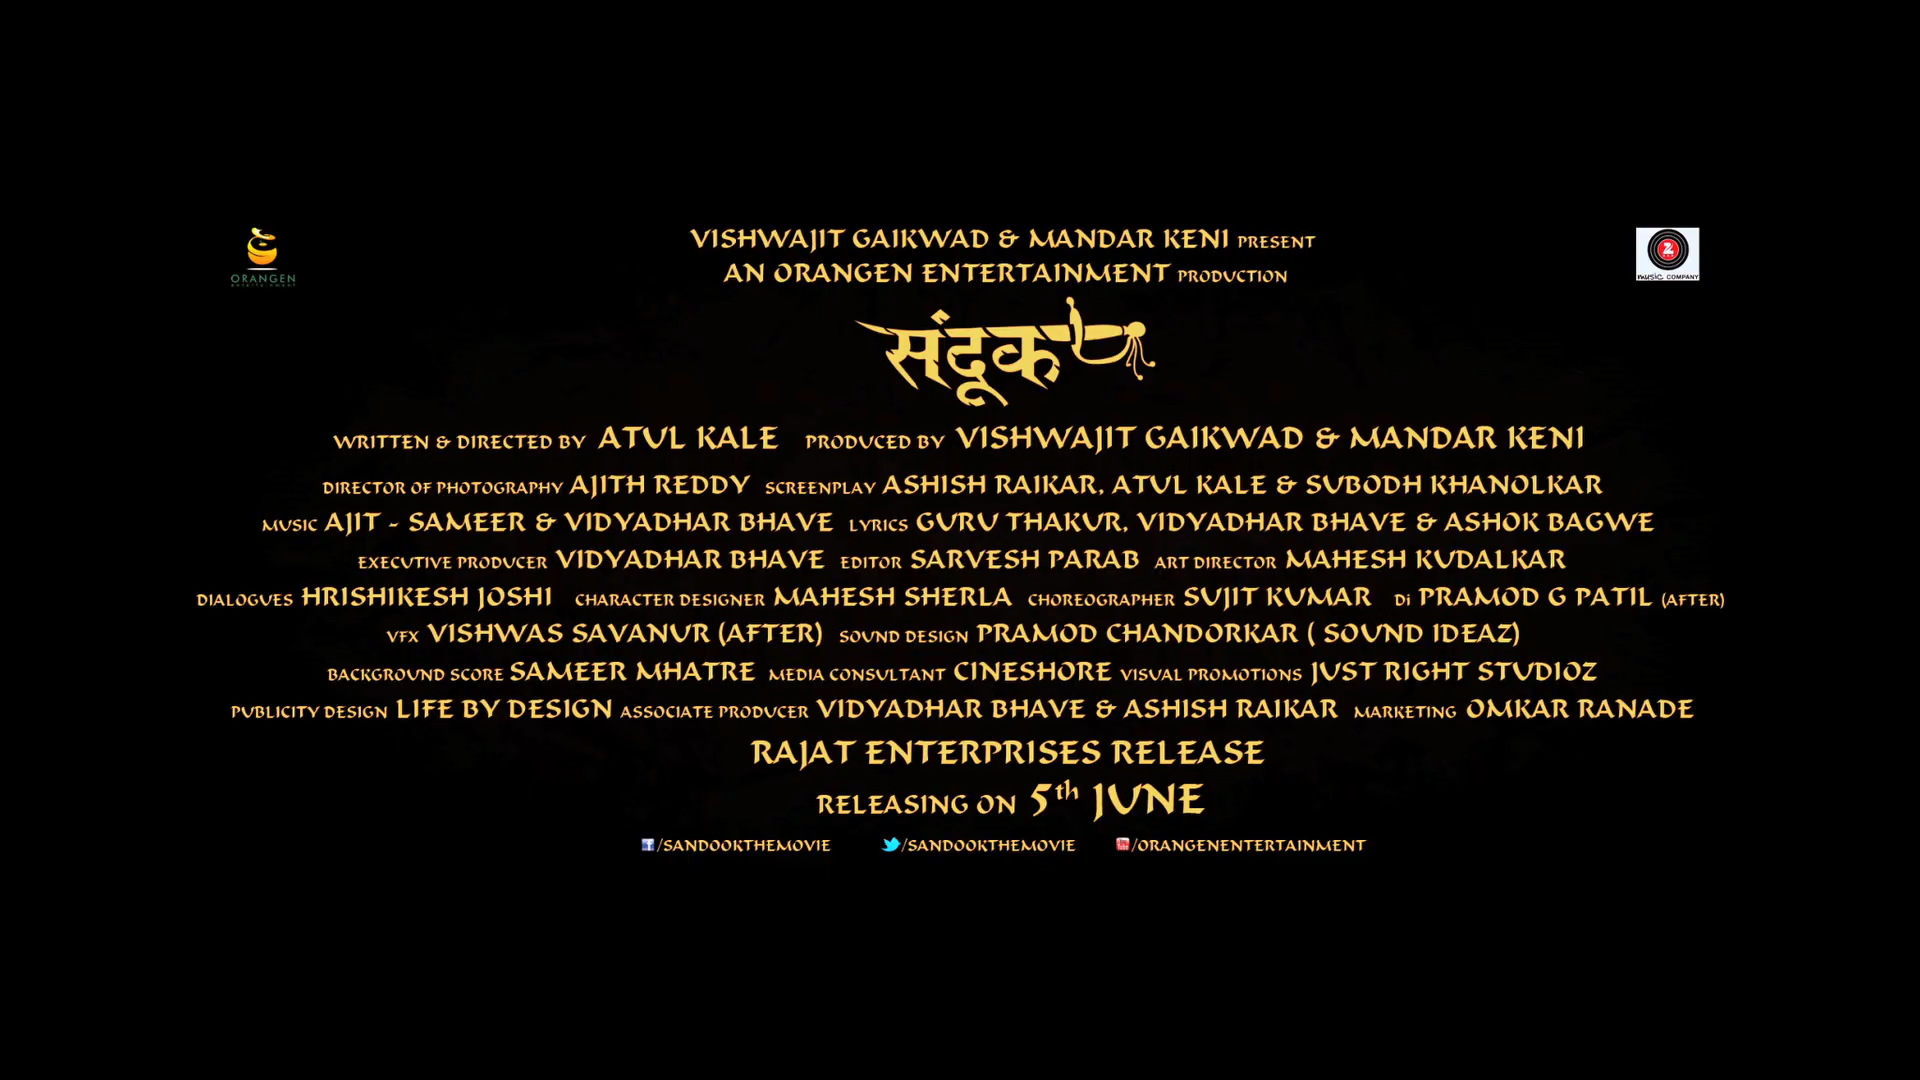 VISHWAJIT GAIKWAD & MANDAR KENI PRESENT
AN ORANGEN ENTERTAINMENT PRODUCTION
ORANGEN
ENTERTAINMENT
Z
music COMPANY
संदूक
WRITTEN & DIRECTED BY ATUL KALE PRODUCED BY VISHWAJIT GAIKWAD & MANDAR KENI
DIRECTOR OF PHOTOGRAPHY AJITH REDDY SCREENPLAY ASHISH RAIKAR, ATUL KALE & SUBODH KHANOLKAR
MUSIC AJIT - SAMEER & VIDYADHAR BHAVE LYRICS GURU THAKUR, VIDYADHAR BHAVE & ASHOK BAGWE
EXECUTIVE PRODUCER VIDYADHAR BHAVE EDITOR SARVESH PARAB ART DIRECTOR MAHESH KUDALKAR
DIALOGUES HRISHIKESH JOSHI CHARACTER DESIGNER MAHESH SHERLA CHOREOGRAPHER SUJIT KUMAR Di PRAMOD G PATIL (AFTER)
VFX VISHWAS SAVANUR (AFTER) SOUND DESIGN PRAMOD CHANDORKAR ( SOUND IDEAZ)
BACKGROUND SCORE SAMEER MHATRE MEDIA CONSULTANT CINESHORE VISUAL PROMOTIONS JUST RIGHT STUDIOZ
PUBLICITY DESIGN LIFE BY DESIGN ASSOCIATE PRODUCER VIDYADHAR BHAVE & ASHISH RAIKAR MARKETING OMKAR RANADE
RAJAT ENTERPRISES RELEASE
RELEASING ON 5th JUNE
/SANDOOKTHEMOVIE /SANDOOKTHEMOVIE /ORANGENENTERTAINMENT